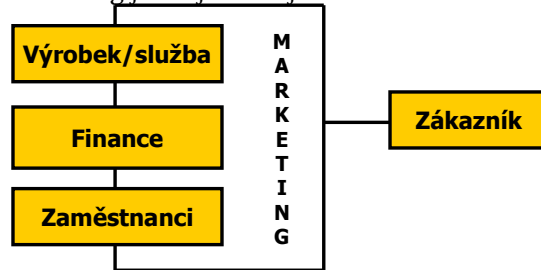 Výrobek/služba
Finance
Zaměstnanci
M
A
R
K
E
T
I
N
G
Zákazník